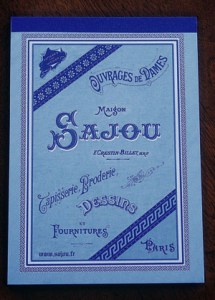 OUVRAGES DE DAMES
MAISON
SAJOU
Tapisserie, Broderie
DESSINS
ET
FOURNITURES
PARIS
www.sajou.fr